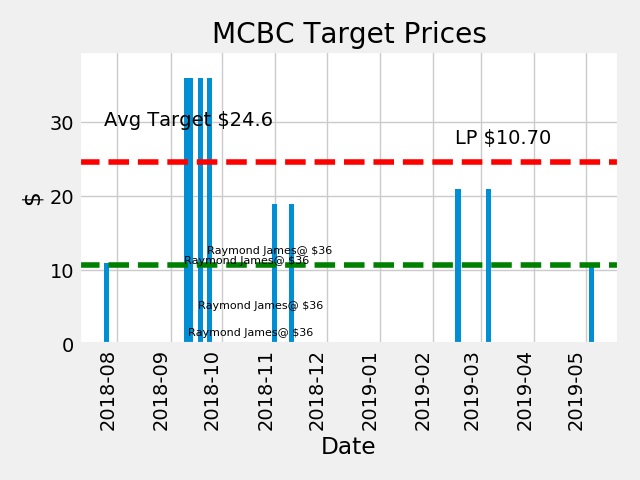 MCBC Target Prices
Avg Target $24.6
LP $10.70
Raymond James@ $36
Raymond James@ $36
Raymond James@ $36
Raymond James@ $36
$
30
20
10
0
2018-08
2018-09
2018-10
2018-11
2018-12
2019-01
2019-02
2019-03
2019-04
2019-05
Date